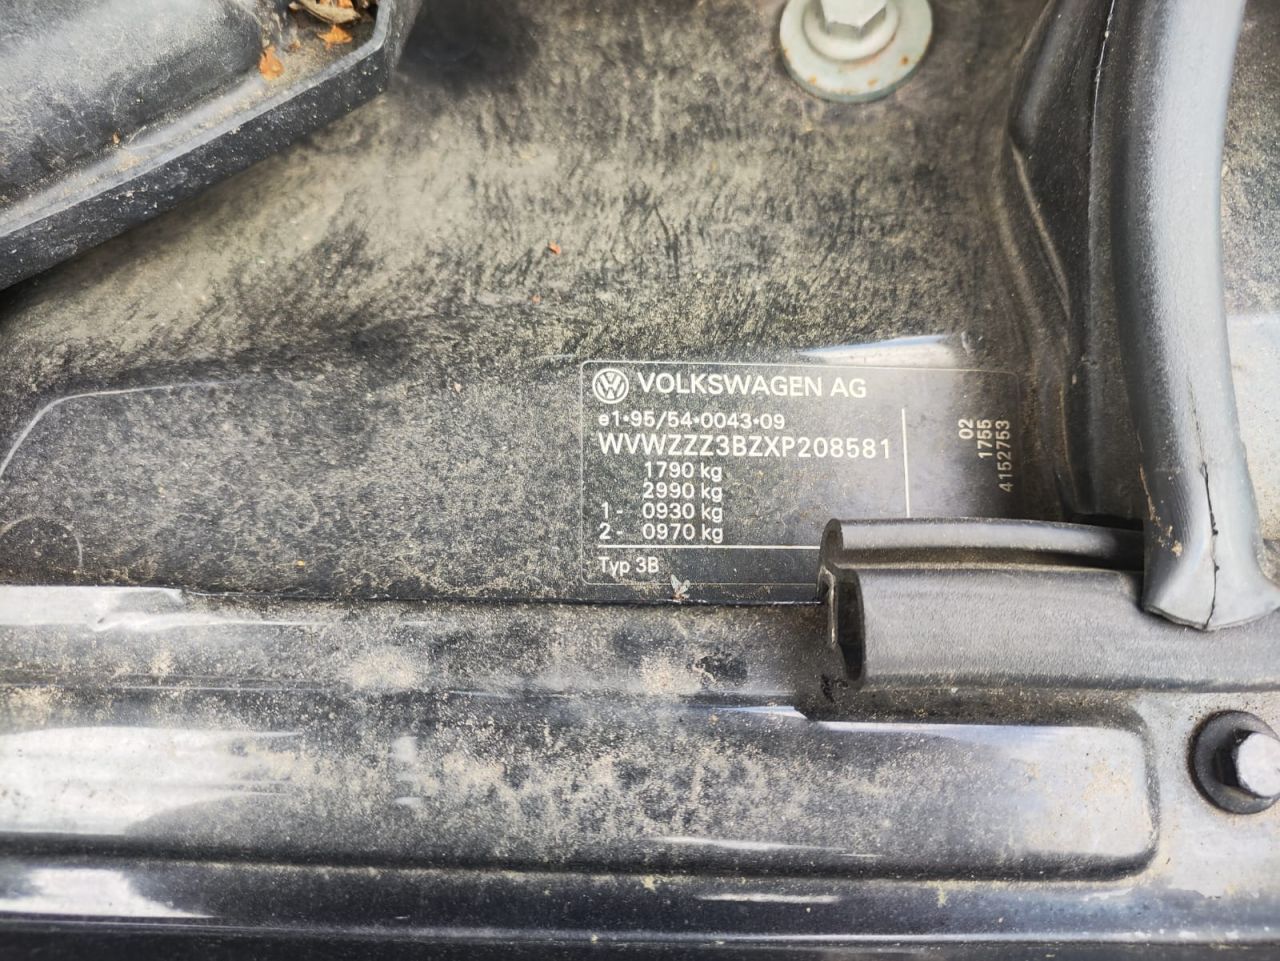 VOLKSWAGEN AG
e1•95/54•0043•09
WVWZZZ3BZXP208581
1790 kg
2990 kg
1 - 0930 kg
2 - 0970 kg
Typ 3B
02
1755
4152753